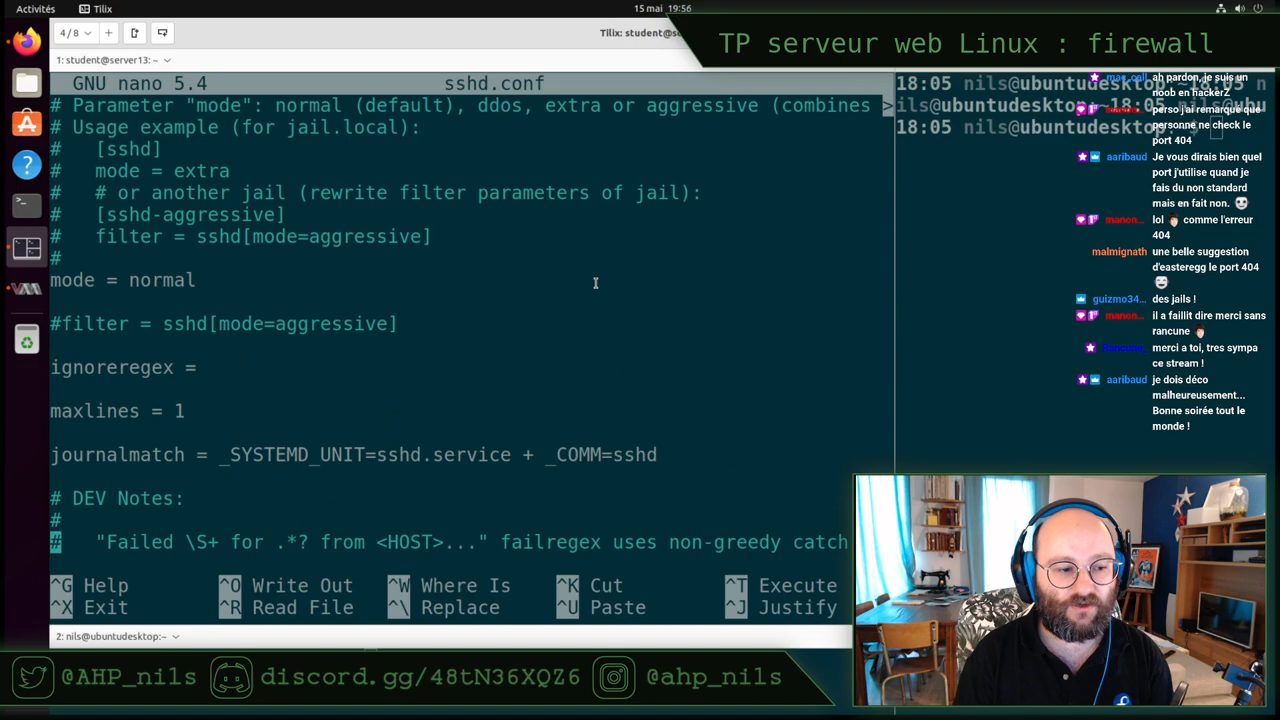 Activités
Tilix
15 mai 19:56
4/8
Tilix: student@se
TP serveur web Linux : firewall
1: student@server13: ~
GNU nano 5.4 sshd.conf
# Parameter "mode": normal (default), ddos, extra or aggressive (combines >
# Usage example (for jail.local):
# [sshd]
# mode = extra
# # or another jail (rewrite filter parameters of jail):
# [sshd-aggressive]
# filter = sshd[mode=aggressive]
#
mode = normal
#filter = sshd[mode=aggressive]
ignoreregex =
maxlines = 1
journalmatch = _SYSTEMD_UNIT=sshd.service + _COMM=sshd
# DEV Notes:
#
# "Failed \S+ for .*? from <HOST>..." failregex uses non-greedy catch
^G Help ^O Write Out ^W Where Is ^K Cut ^T Execute
^X Exit ^R Read File ^\ Replace ^U Paste ^J Justify
2: nils@ubuntudesktop:~
18:05 nils@ubuntudesktop
18:05 nils@ubuntudesktop
ah pardon, je suis un
noob en hackerZ
perso j'ai remarqué que
personne ne check le
port 404
aaribaud Je vous dirais bien quel
port j'utilise quand je
fais du non standard
mais en fait non.
manon... lol comme l'erreur
404
malmignath une belle suggestion
d'easteregg le port 404
guizmo34... des jails !
manon... il a faillit dire merci sans
rancune
merci a toi, tres sympa
ce stream !
aaribaud je dois déco
malheureusement...
Bonne soirée tout le
monde !
@AHP_nils
discord.gg/48tN36XQZ6
@ahp_nils